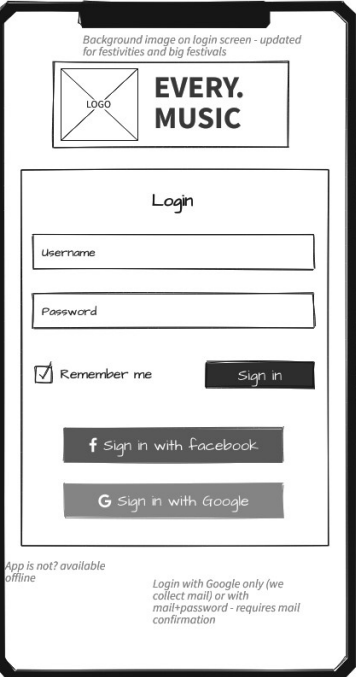 Background image on login screen - updated
for festivities and big festivals
LOGO
EVERY.
MUSIC
Login
Username
Password
Remember me
Sign in
f Sign in with facebook
G Sign in with Google
App is not? available
offline
Login with Google only (we
collect mail) or with
mail+password - requires mail
confirmation